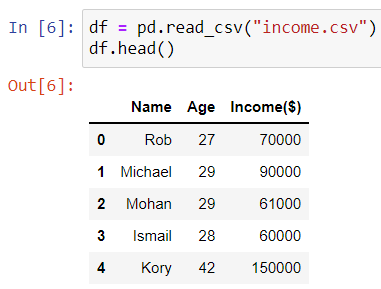 In [6]: df = pd.read_csv("income.csv")
df.head()
Out[6]:
Name Age Income($)
0 Rob 27 70000
1 Michael 29 90000
2 Mohan 29 61000
3 Ismail 28 60000
4 Kory 42 150000